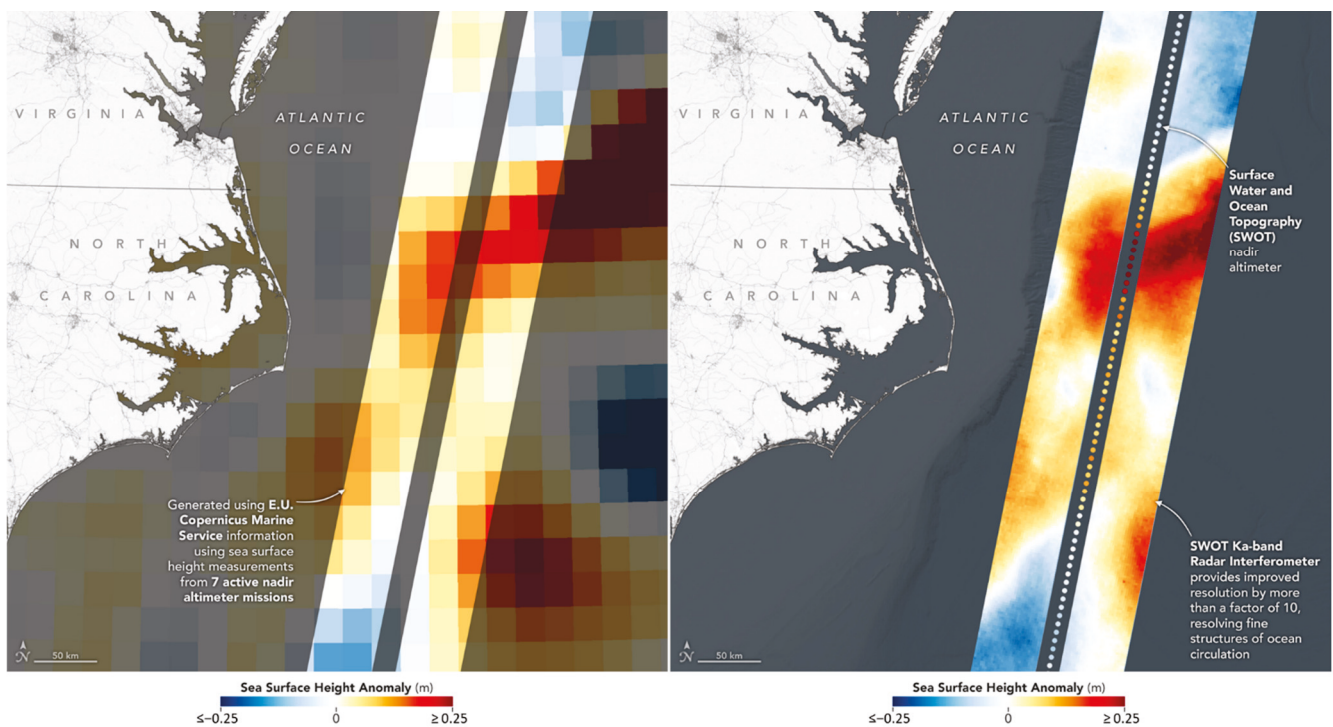 VIRGINIA
ATLANTIC
OCEAN
NORTH
CAROLINA
Generated using E.U.
Copernicus Marine
Service information
using sea surface
height measurements
from 7 active nadir
altimeter missions
N
50 km
Sea Surface Height Anomaly (m)
≤−0.25 0 ≥0.25
VIRGINIA
ATLANTIC
OCEAN
NORTH
CAROLINA
Surface
Water and
Ocean
Topography
(SWOT)
nadir
altimeter
SWOT Ka-band
Radar Interferometer
provides improved
resolution by more
than a factor of 10,
resolving fine
structures of ocean
circulation
N
50 km
Sea Surface Height Anomaly (m)
≤−0.25 0 ≥0.25